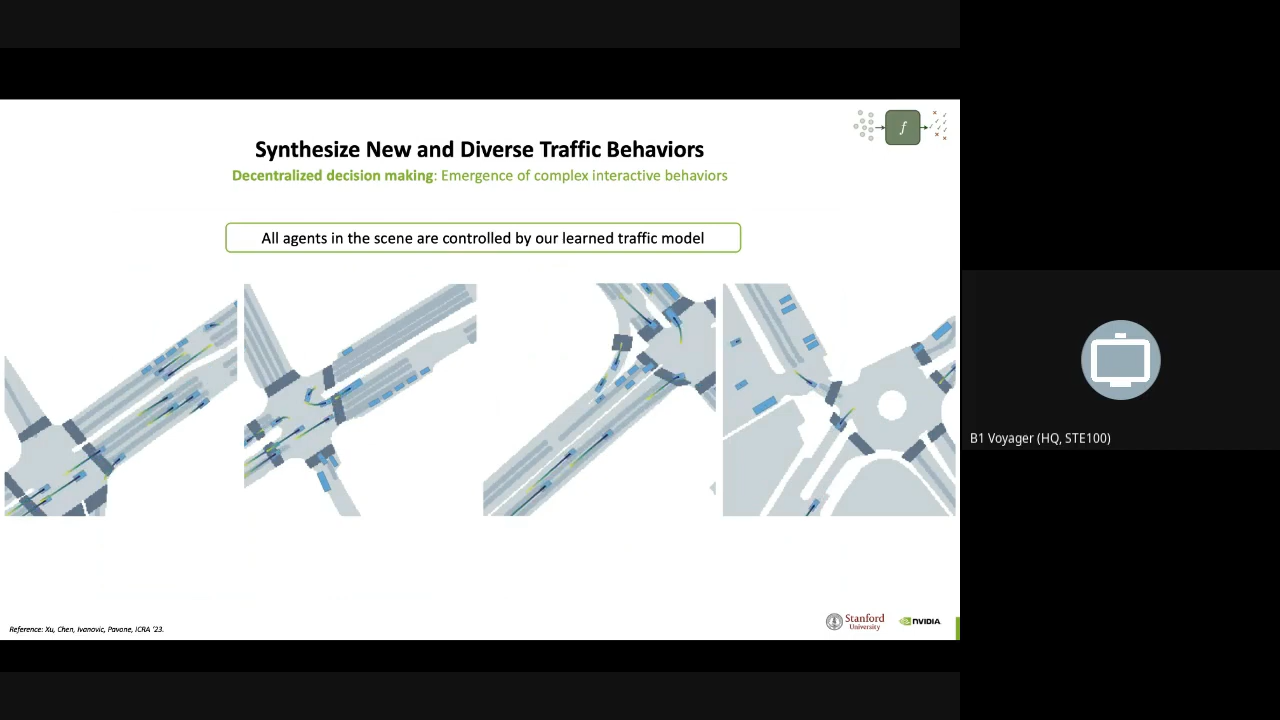 Synthesize New and Diverse Traffic Behaviors
Decentralized decision making: Emergence of complex interactive behaviors
f
All agents in the scene are controlled by our learned traffic model
B1 Voyager (HQ, STE100)
Reference: Xu, Chen, Ivanovic, Pavone, ICRA '23.
Stanford
University
NVIDIA